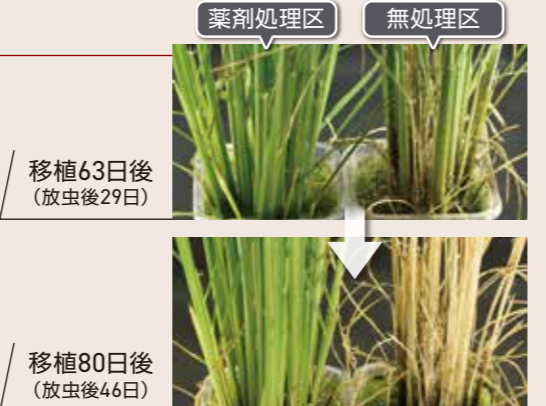 薬剤処理区
無処理区
移植63日後
（放虫後29日）
移植80日後
（放虫後46日）